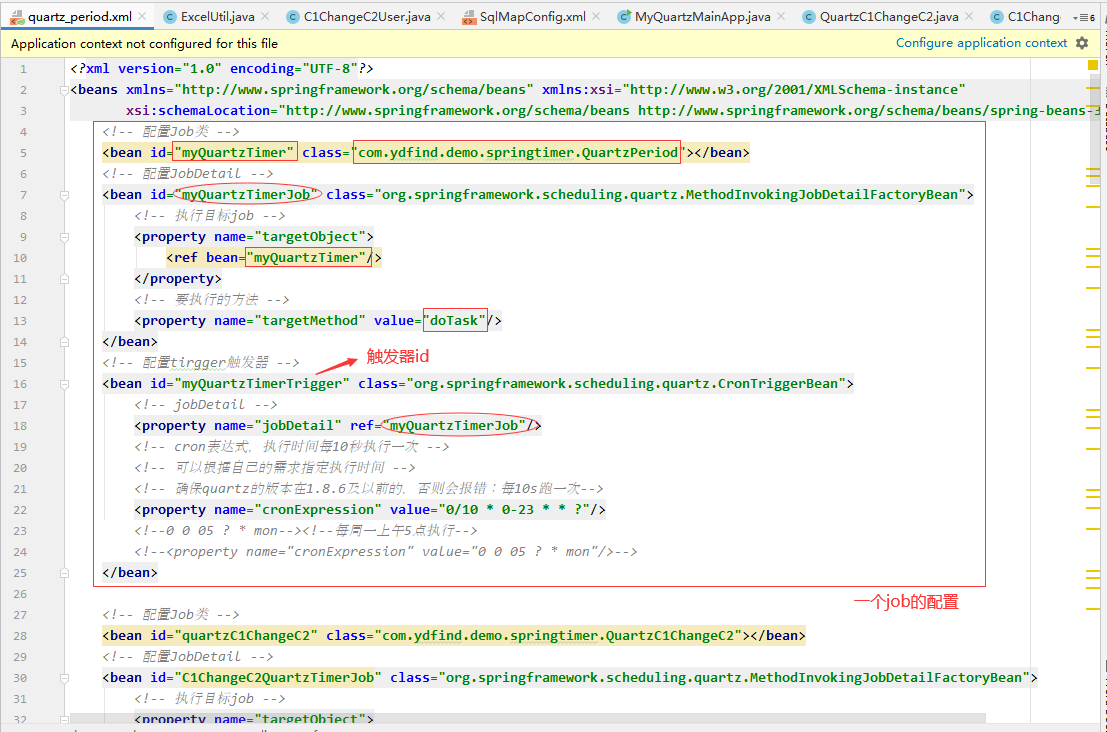 quartz_period.xml ExcelUtil.java C1ChangeC2User.java SqlMapConfig.xml MyQuartzMainApp.java QuartzC1ChangeC2.java C1Chang 6
Application context not configured for this file Configure application context
1 <?xml version="1.0" encoding="UTF-8"?>
2 <beans xmlns="http://www.springframework.org/schema/beans" xmlns:xsi="http://www.w3.org/2001/XMLSchema-instance"
3 xsi:schemaLocation="http://www.springframework.org/schema/beans http://www.springframework.org/schema/beans/spring-beans-3
4 <!-- 配置Job类 -->
5 <bean id="myQuartzTimer" class="com.ydfind.demo.springtimer.QuartzPeriod"></bean>
6 <!-- 配置JobDetail -->
7 <bean id="myQuartzTimerJob" class="org.springframework.scheduling.quartz.MethodInvokingJobDetailFactoryBean">
8 <!-- 执行目标job -->
9 <property name="targetObject">
10 <ref bean="myQuartzTimer"/>
11 </property>
12 <!-- 要执行的方法 -->
13 <property name="targetMethod" value="doTask"/>
14 </bean>
15 <!-- 配置tirgger触发器 -->
触发器id
16 <bean id="myQuartzTimerTrigger" class="org.springframework.scheduling.quartz.CronTriggerBean">
17 <!-- jobDetail -->
18 <property name="jobDetail" ref="myQuartzTimerJob"/>
19 <!-- cron表达式，执行时间每10秒执行一次 -->
20 <!-- 可以根据自己的需求指定执行时间 -->
21 <!-- 确保quartz的版本在1.8.6及以前的，否则会报错；每10s跑一次-->
22 <property name="cronExpression" value="0/10 * 0-23 * * ?"/>
23 <!--0 0 05 ? * mon--><!--每周一上午5点执行-->
24 <!--<property name="cronExpression" value="0 0 05 ? * mon"/>-->
25 </bean>
26
一个job的配置
27 <!-- 配置Job类 -->
28 <bean id="quartzC1ChangeC2" class="com.ydfind.demo.springtimer.QuartzC1ChangeC2"></bean>
29 <!-- 配置JobDetail -->
30 <bean id="C1ChangeC2QuartzTimerJob" class="org.springframework.scheduling.quartz.MethodInvokingJobDetailFactoryBean">
31 <!-- 执行目标job -->
32 <property name="targetObject">